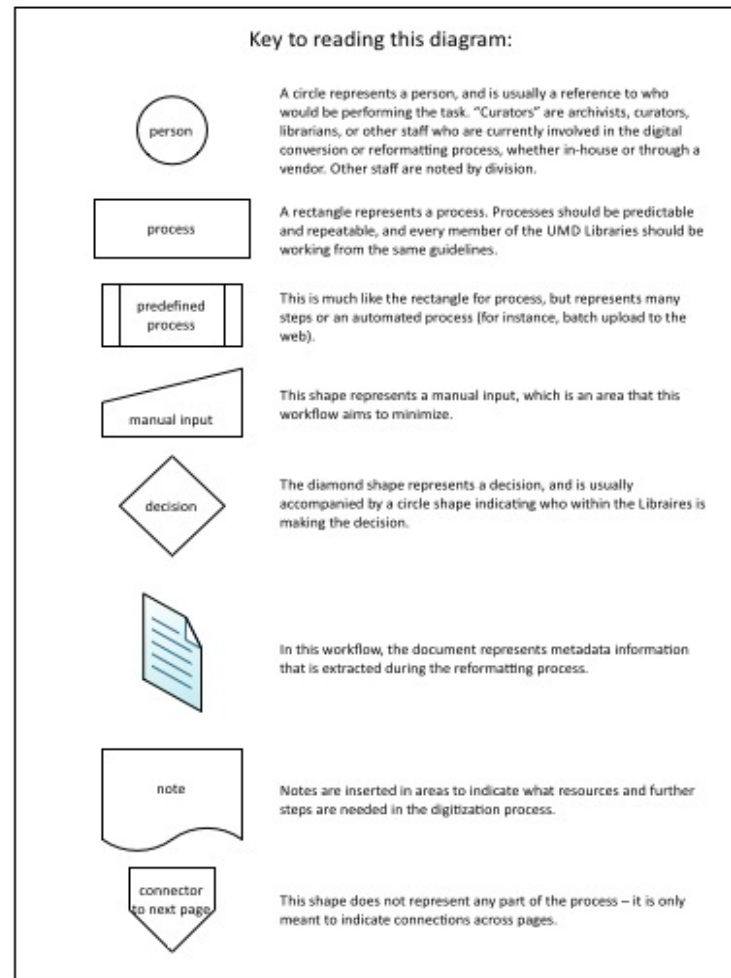 Key to reading this diagram:
person
A circle represents a person, and is usually a reference to who
would be performing the task. “Curators” are archivists, curators,
librarians, or other staff who are currently involved in the digital
conversion or reformatting process, whether in-house or through a
vendor. Other staff are noted by division.
process
A rectangle represents a process. Processes should be predictable
and repeatable, and every member of the UMD Libraries should be
working from the same guidelines.
predefined
process
This is much like the rectangle for process, but represents many
steps or an automated process (for instance, batch upload to the
web).
manual input
This shape represents a manual input, which is an area that this
workflow aims to minimize.
decision
The diamond shape represents a decision, and is usually
accompanied by a circle shape indicating who within the Libraires is
making the decision.
In this workflow, the document represents metadata information
that is extracted during the reformatting process.
note
Notes are inserted in areas to indicate what resources and further
steps are needed in the digitization process.
connector
to next page
This shape does not represent any part of the process – it is only
meant to indicate connections across pages.